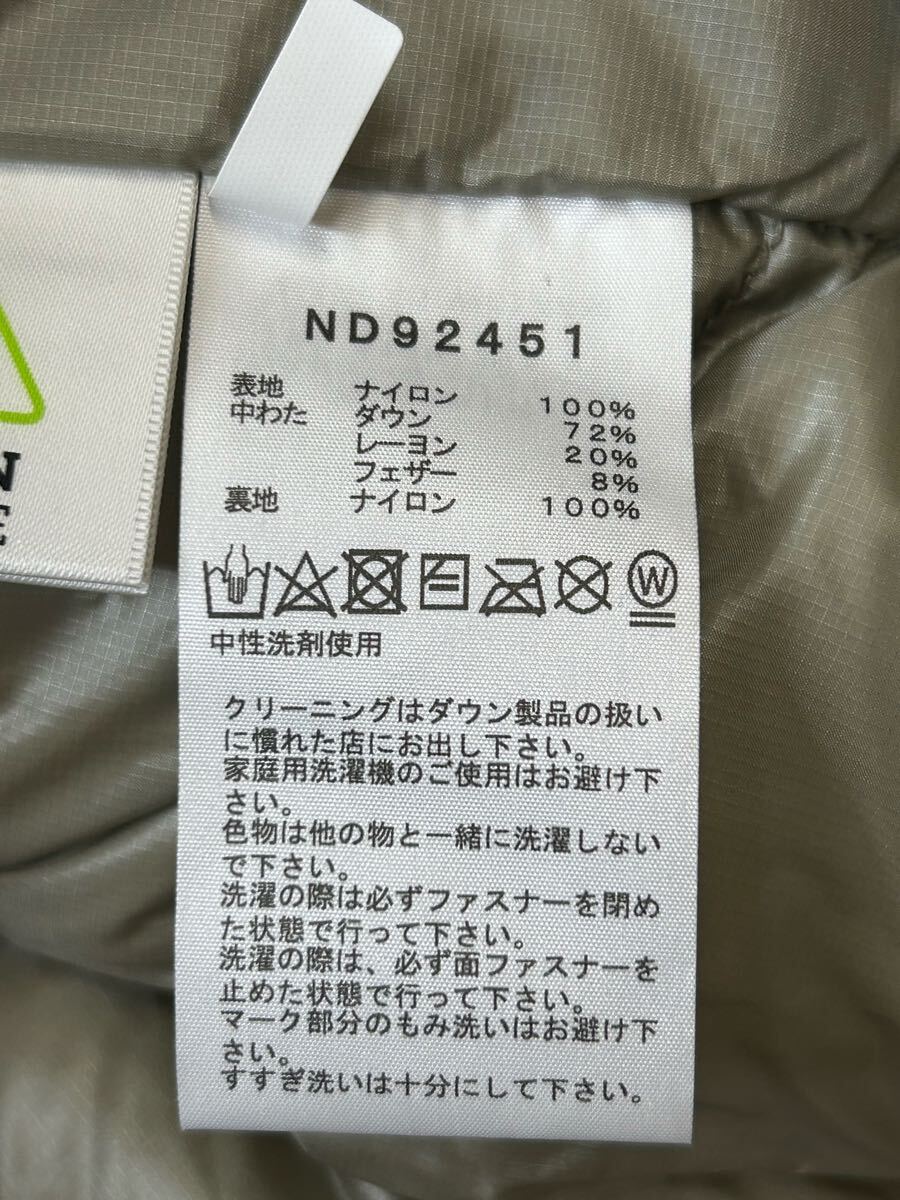 N
E
ND92451
表地 ナイロン 100%
中わた ダウン 72%
レーヨン 20%
フェザー 8%
裏地 ナイロン 100%
W
中性洗剤使用
クリーニングはダウン製品の扱い
に慣れた店にお出し下さい。
家庭用洗濯機のご使用はお避け下
さい。
色物は他の物と一緒に洗濯しない
で下さい。
洗濯の際は必ずファスナーを閉め
た状態で行って下さい。
洗濯の際は、必ず面ファスナーを
止めた状態で行って下さい。
マーク部分のもみ洗いはお避け下
さい。
すすぎ洗いは十分にして下さい。